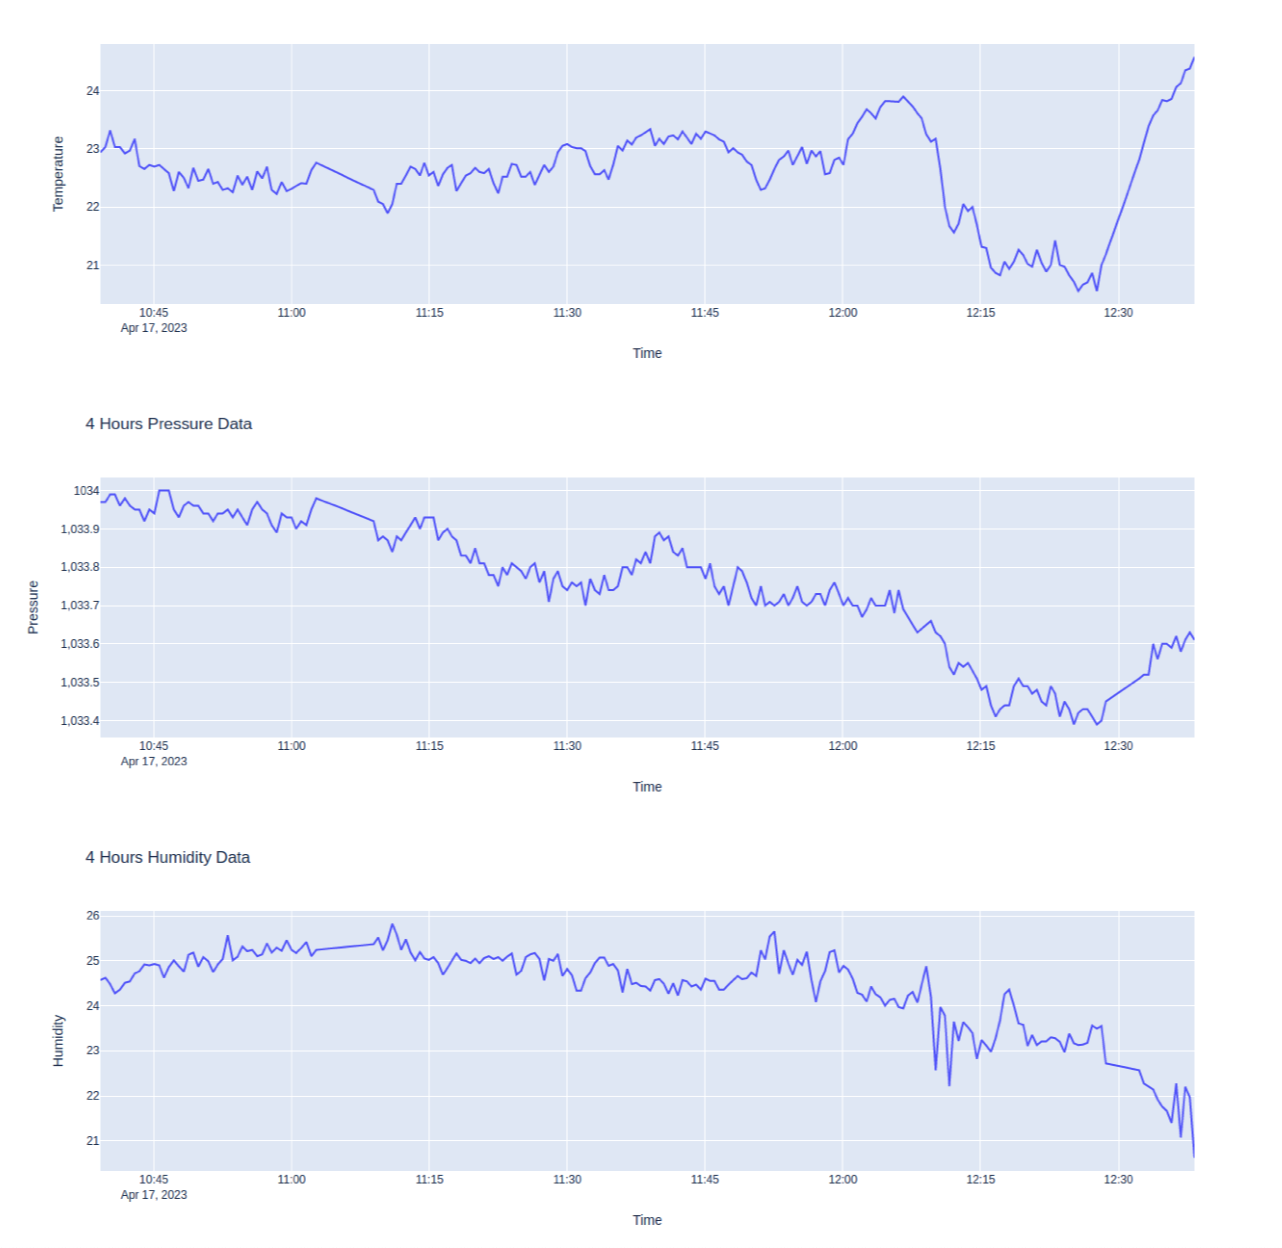 24
23
22
21
Temperature
10:45 11:00 11:15 11:30 11:45 12:00 12:15 12:30
Apr 17, 2023
Time
4 Hours Pressure Data
1034
1,033.9
1,033.8
1,033.7
1,033.6
1,033.5
1,033.4
Pressure
10:45 11:00 11:15 11:30 11:45 12:00 12:15 12:30
Apr 17, 2023
Time
4 Hours Humidity Data
26
25
24
23
22
21
Humidity
10:45 11:00 11:15 11:30 11:45 12:00 12:15 12:30
Apr 17, 2023
Time